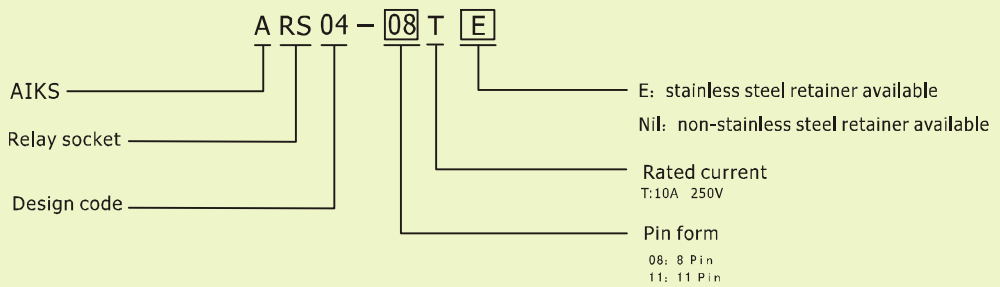 A RS 04 - 08 T E
AIKS
E: stainless steel retainer available
Nil: non-stainless steel retainer available
Relay socket
Rated current
T:10A 250V
Design code
Pin form
08: 8 Pin
11: 11 Pin